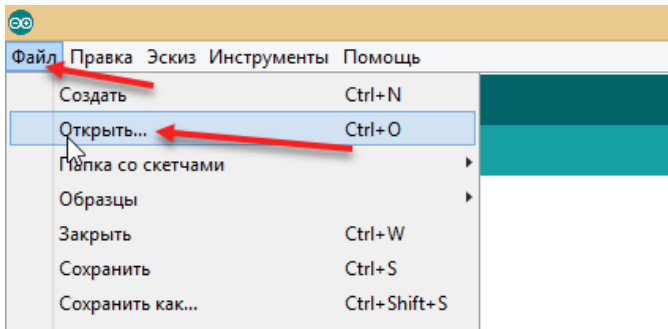 Файл Правка Эскиз Инструменты Помощь
Создать Ctrl+N
Открыть... Ctrl+O
Папка со скетчами
Образцы
Закрыть Ctrl+W
Сохранить Ctrl+S
Сохранить как... Ctrl+Shift+S